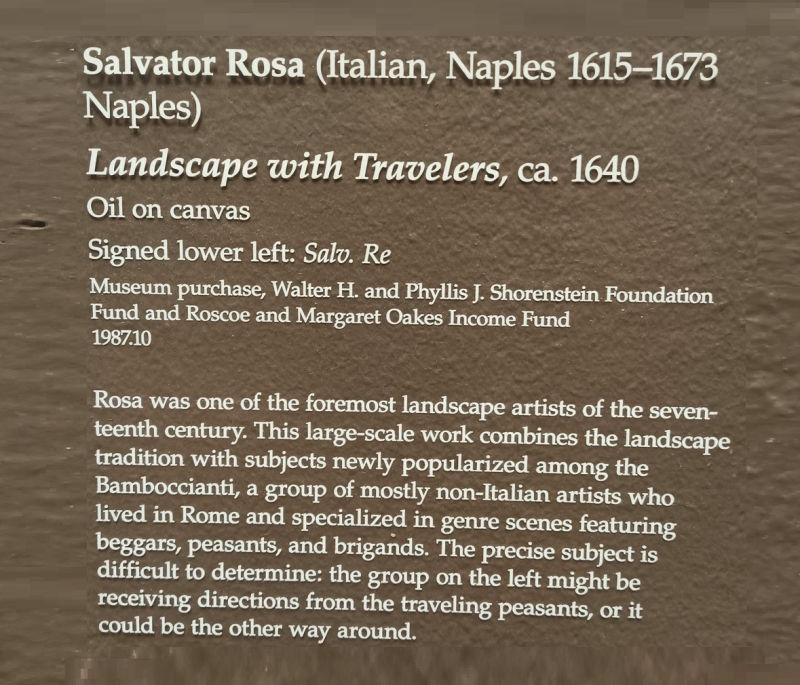 Salvator Rosa (Italian, Naples 1615–1673
Naples)
Landscape with Travelers, ca. 1640
Oil on canvas
Signed lower left: Salv. Re
Museum purchase, Walter H. and Phyllis J. Shorenstein Foundation
Fund and Roscoe and Margaret Oakes Income Fund
1987.10
Rosa was one of the foremost landscape artists of the seven-
teenth century. This large-scale work combines the landscape
tradition with subjects newly popularized among the
Bamboccianti, a group of mostly non-Italian artists who
lived in Rome and specialized in genre scenes featuring
beggars, peasants, and brigands. The precise subject is
difficult to determine: the group on the left might be
receiving directions from the traveling peasants, or it
could be the other way around.